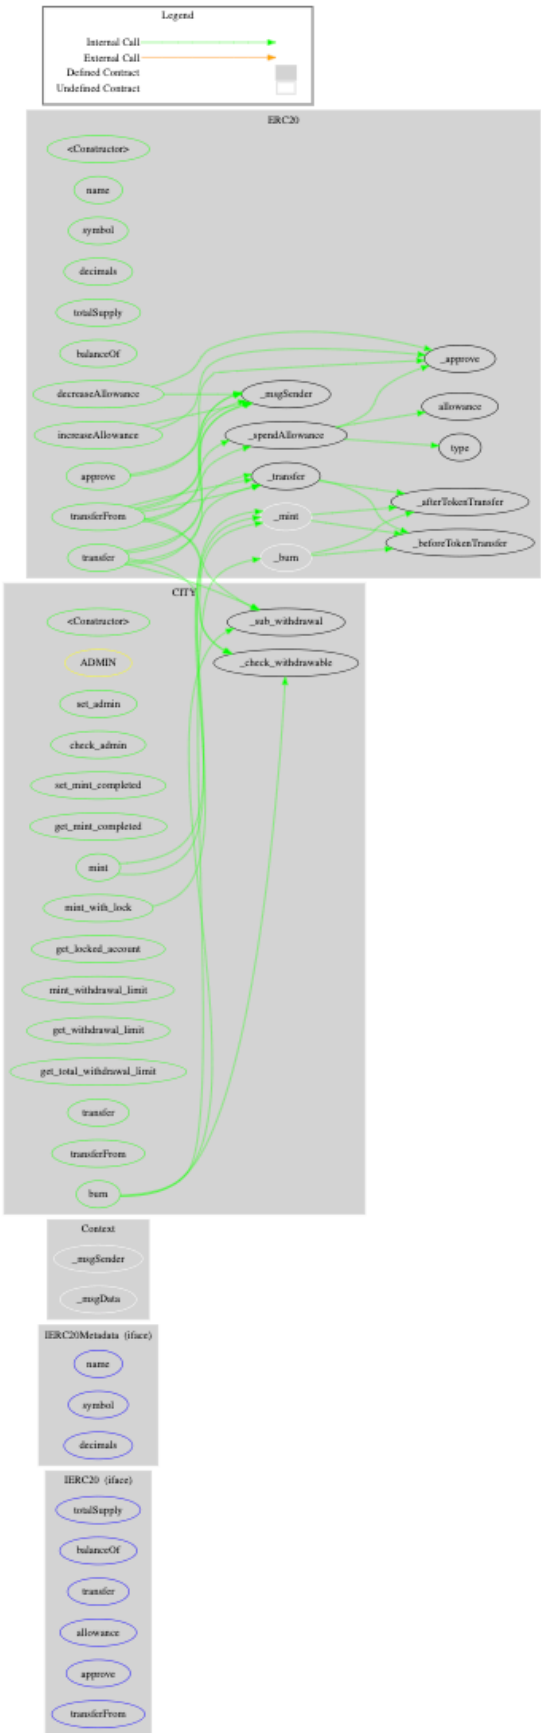 Legend
Internal Call
External Call
Defined Contract
Undefined Contract
ERC20
<Constructor>
name
symbol
decimals
totalSupply
balanceOf
_approve
decreaseAllowance
_msgSender
allowance
increaseAllowance
_spendAllowance
type
approve
_transfer
_afterTokenTransfer
transferFrom
_mint
_beforeTokenTransfer
transfer
_burn
CITY
<Constructor>
_sub_withdrawal
ADMIN
_check_withdrawable
set_admin
check_admin
set_mint_completed
get_mint_completed
mint
mint_with_lock
get_locked_account
mint_withdrawal_limit
get_withdrawal_limit
get_total_withdrawal_limit
transfer
transferFrom
burn
Context
_msgSender
_msgData
IERC20Metadata (iface)
name
symbol
decimals
IERC20 (iface)
totalSupply
balanceOf
transfer
allowance
approve
transferFrom